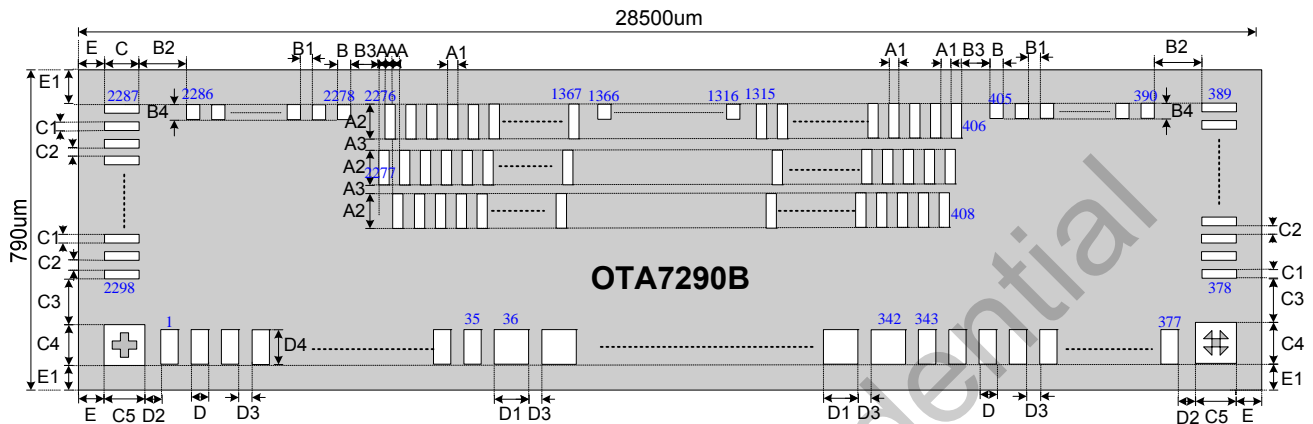 28500um
E C B2 B1 B B3 A A A A1 A1 A1 B3 B B1 B2
E1 2287 2286 2278 2276 1367 1366 1316 1315 405 390 389
B4 A2 406 B4
C1
C2 A3
A2 2277
A3
A2 408
790um
C1 C2
C2 OTA7290B C1
2298 378
C3 C3
1 35 36 342 343 377
C4 D4 C4
E1 E1
E C5 D2 D D3 D1 D3 D1 D3 D D3 D2 C5 E
dential